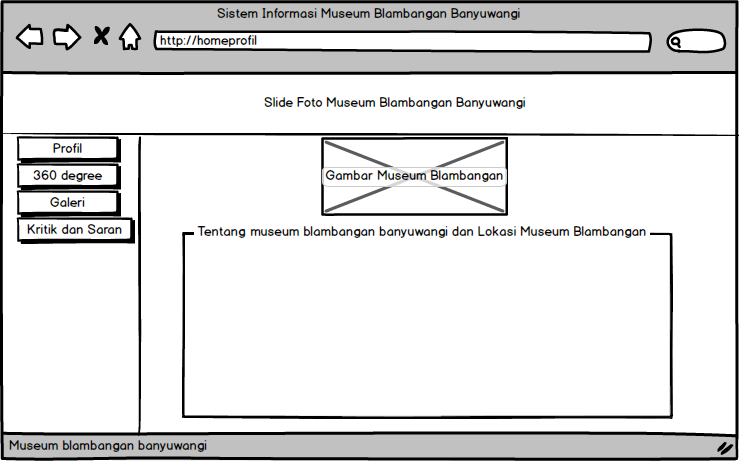 Sistem Informasi Museum Blambangan Banyuwangi
http://homeprofil
Slide Foto Museum Blambangan Banyuwangi
Profil
360 degree
Galeri
Kritik dan Saran
Gambar Museum Blambangan
Tentang museum blambangan banyuwangi dan Lokasi Museum Blambangan
Museum blambangan banyuwangi